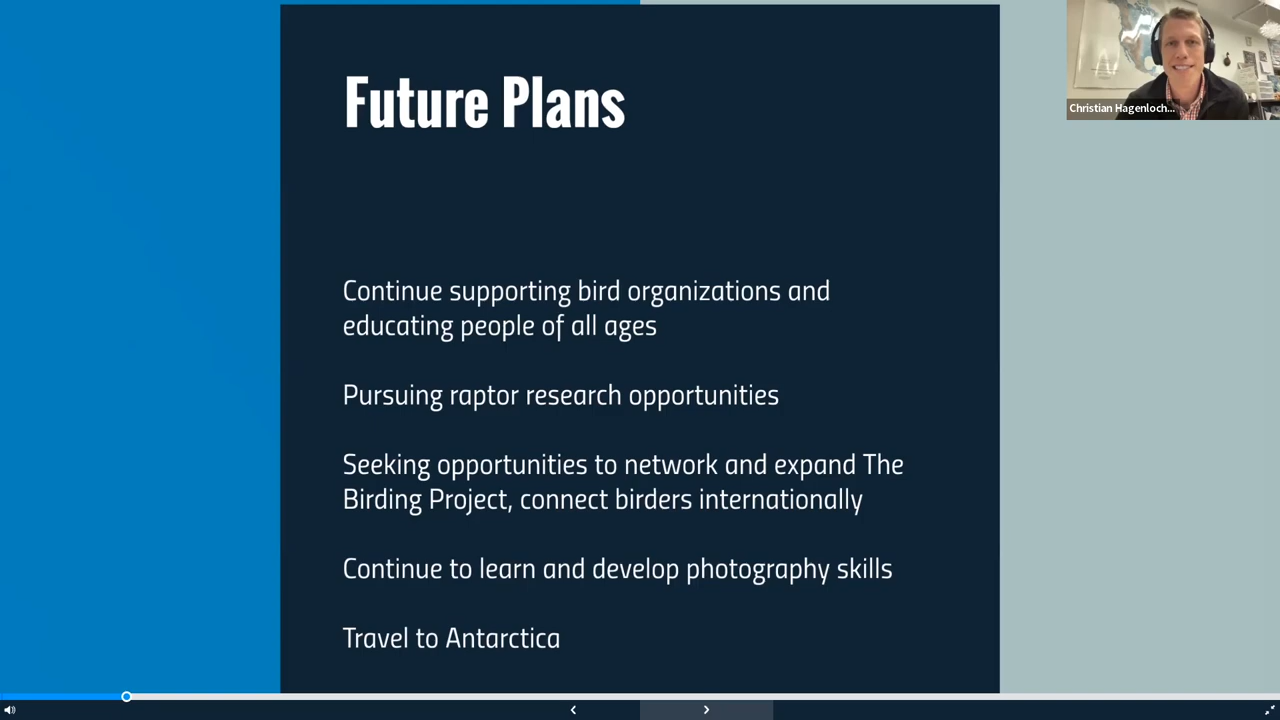 Future Plans
Christian Hagenloch...
Continue supporting bird organizations and
educating people of all ages
Pursuing raptor research opportunities
Seeking opportunities to network and expand The
Birding Project, connect birders internationally
Continue to learn and develop photography skills
Travel to Antarctica